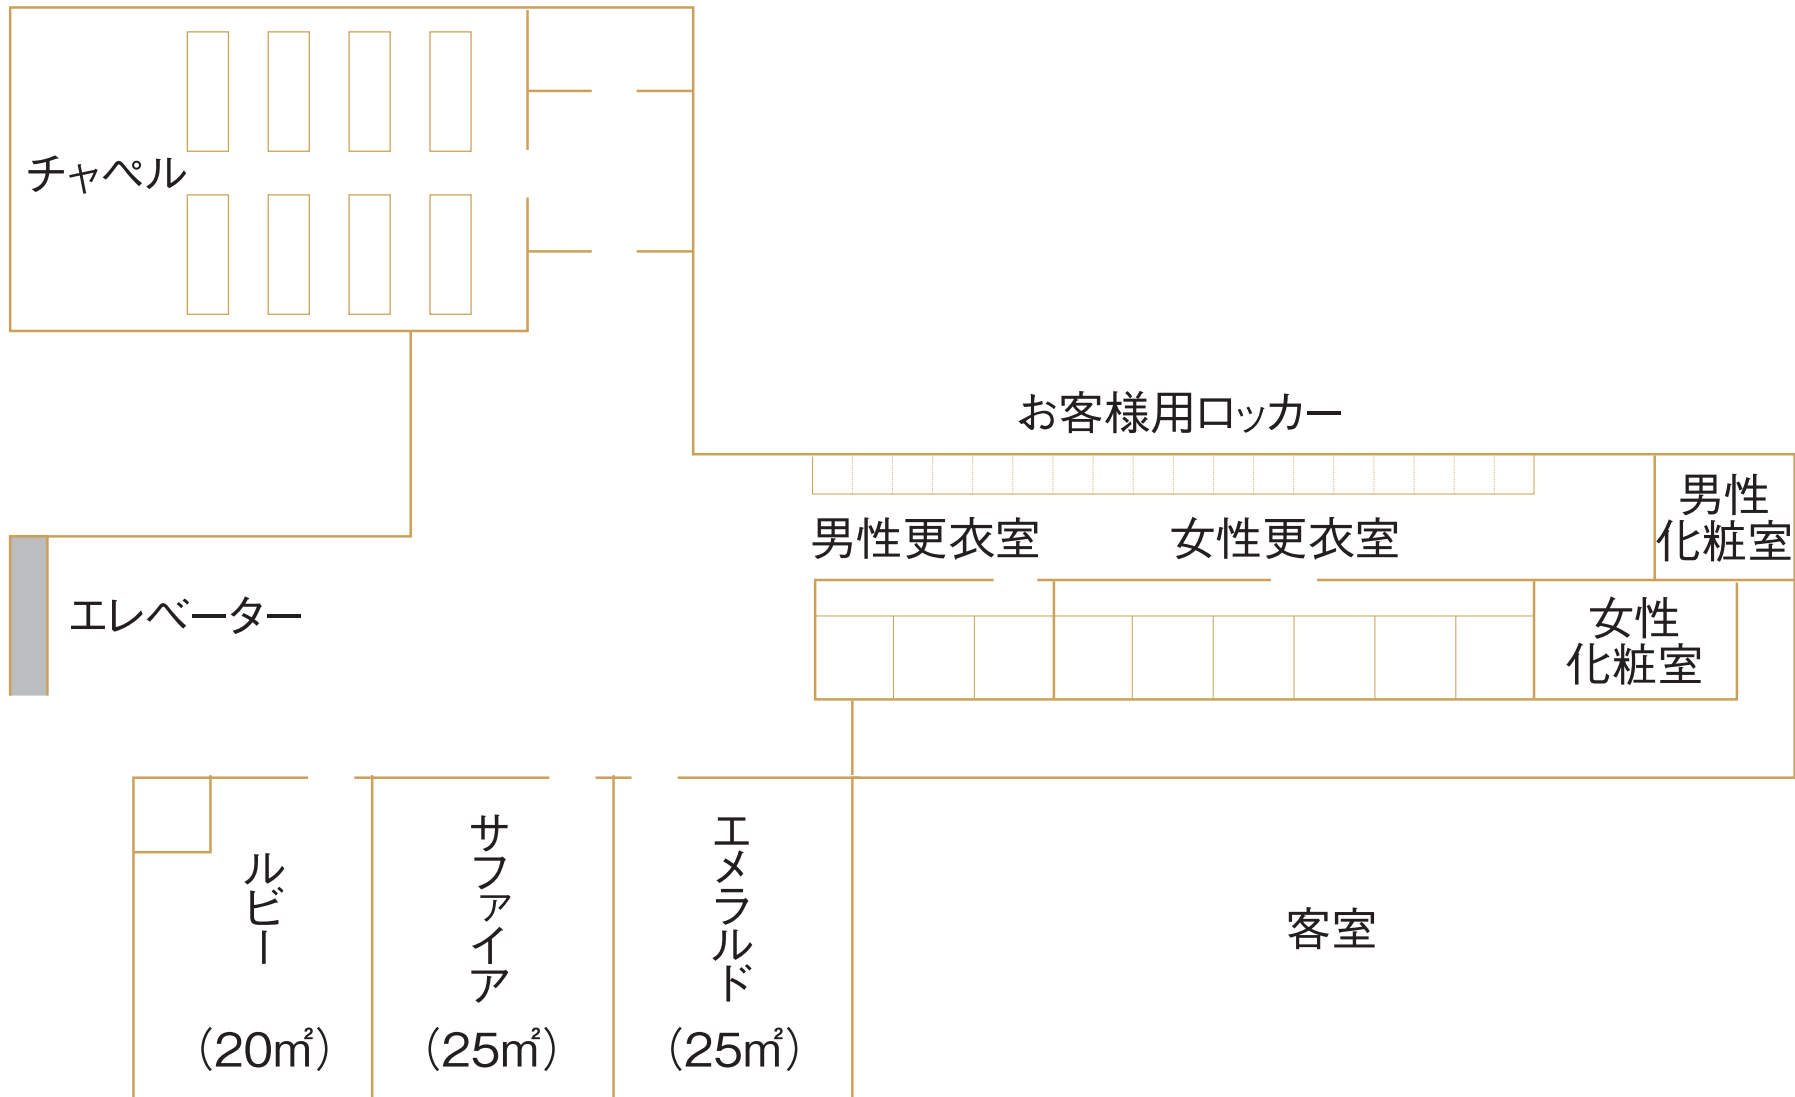 チャペル
お客様用ロッカー
男性更衣室
女性更衣室
男性
化粧室
女性
化粧室
エレベーター
ルビー
（20㎡）
サファイア
（25㎡）
エメラルド
（25㎡）
客室